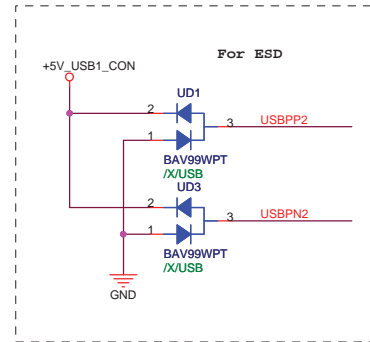 For ESD
+5V_USB1_CON
UD1
2
3
USBPP2
1
BAV99WPT
/X/USB
UD3
2
3
USBPN2
1
BAV99WPT
/X/USB
GND